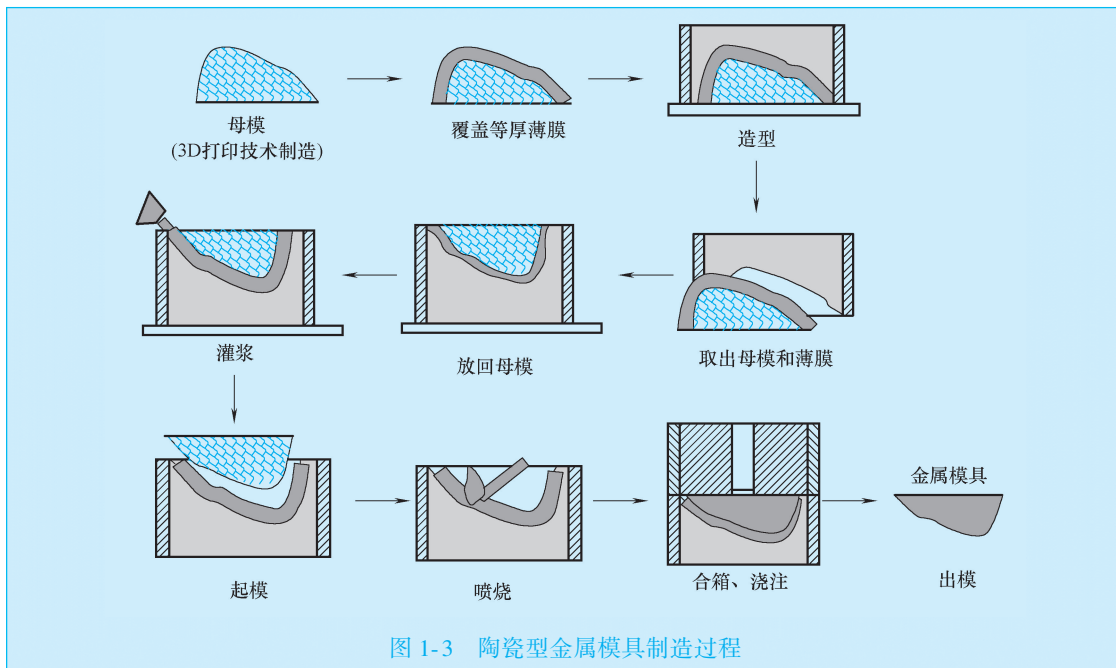 母模
(3D打印技术制造)
覆盖等厚薄膜
造型
灌浆
放回母模
取出母模和薄膜
起模
喷烧
合箱、浇注
金属模具
出模
图 1-3 陶瓷型金属模具制造过程